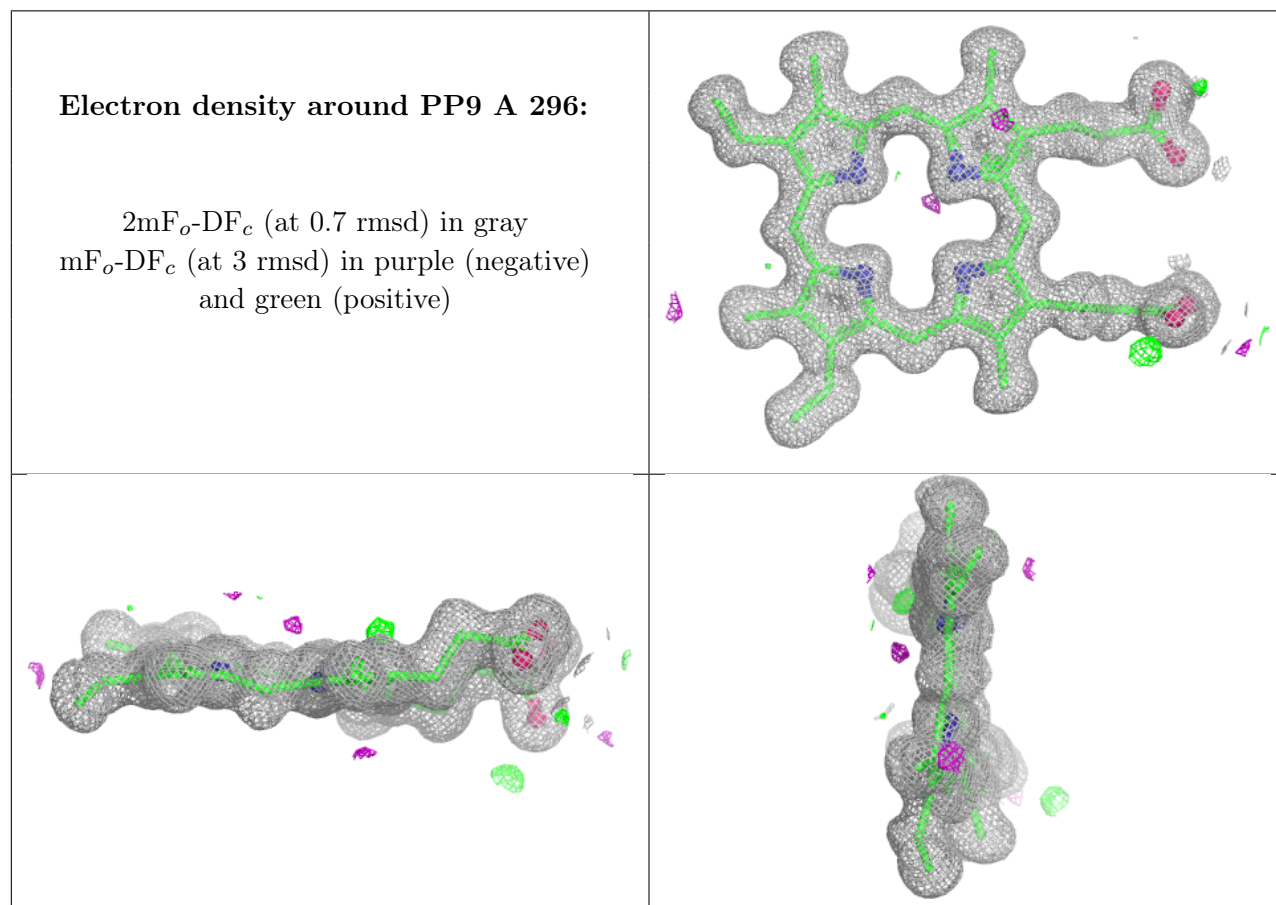 Electron density around PP9 A 296:
2mFo-DFc (at 0.7 rmsd) in gray
mFo-DFc (at 3 rmsd) in purple (negative)
and green (positive)